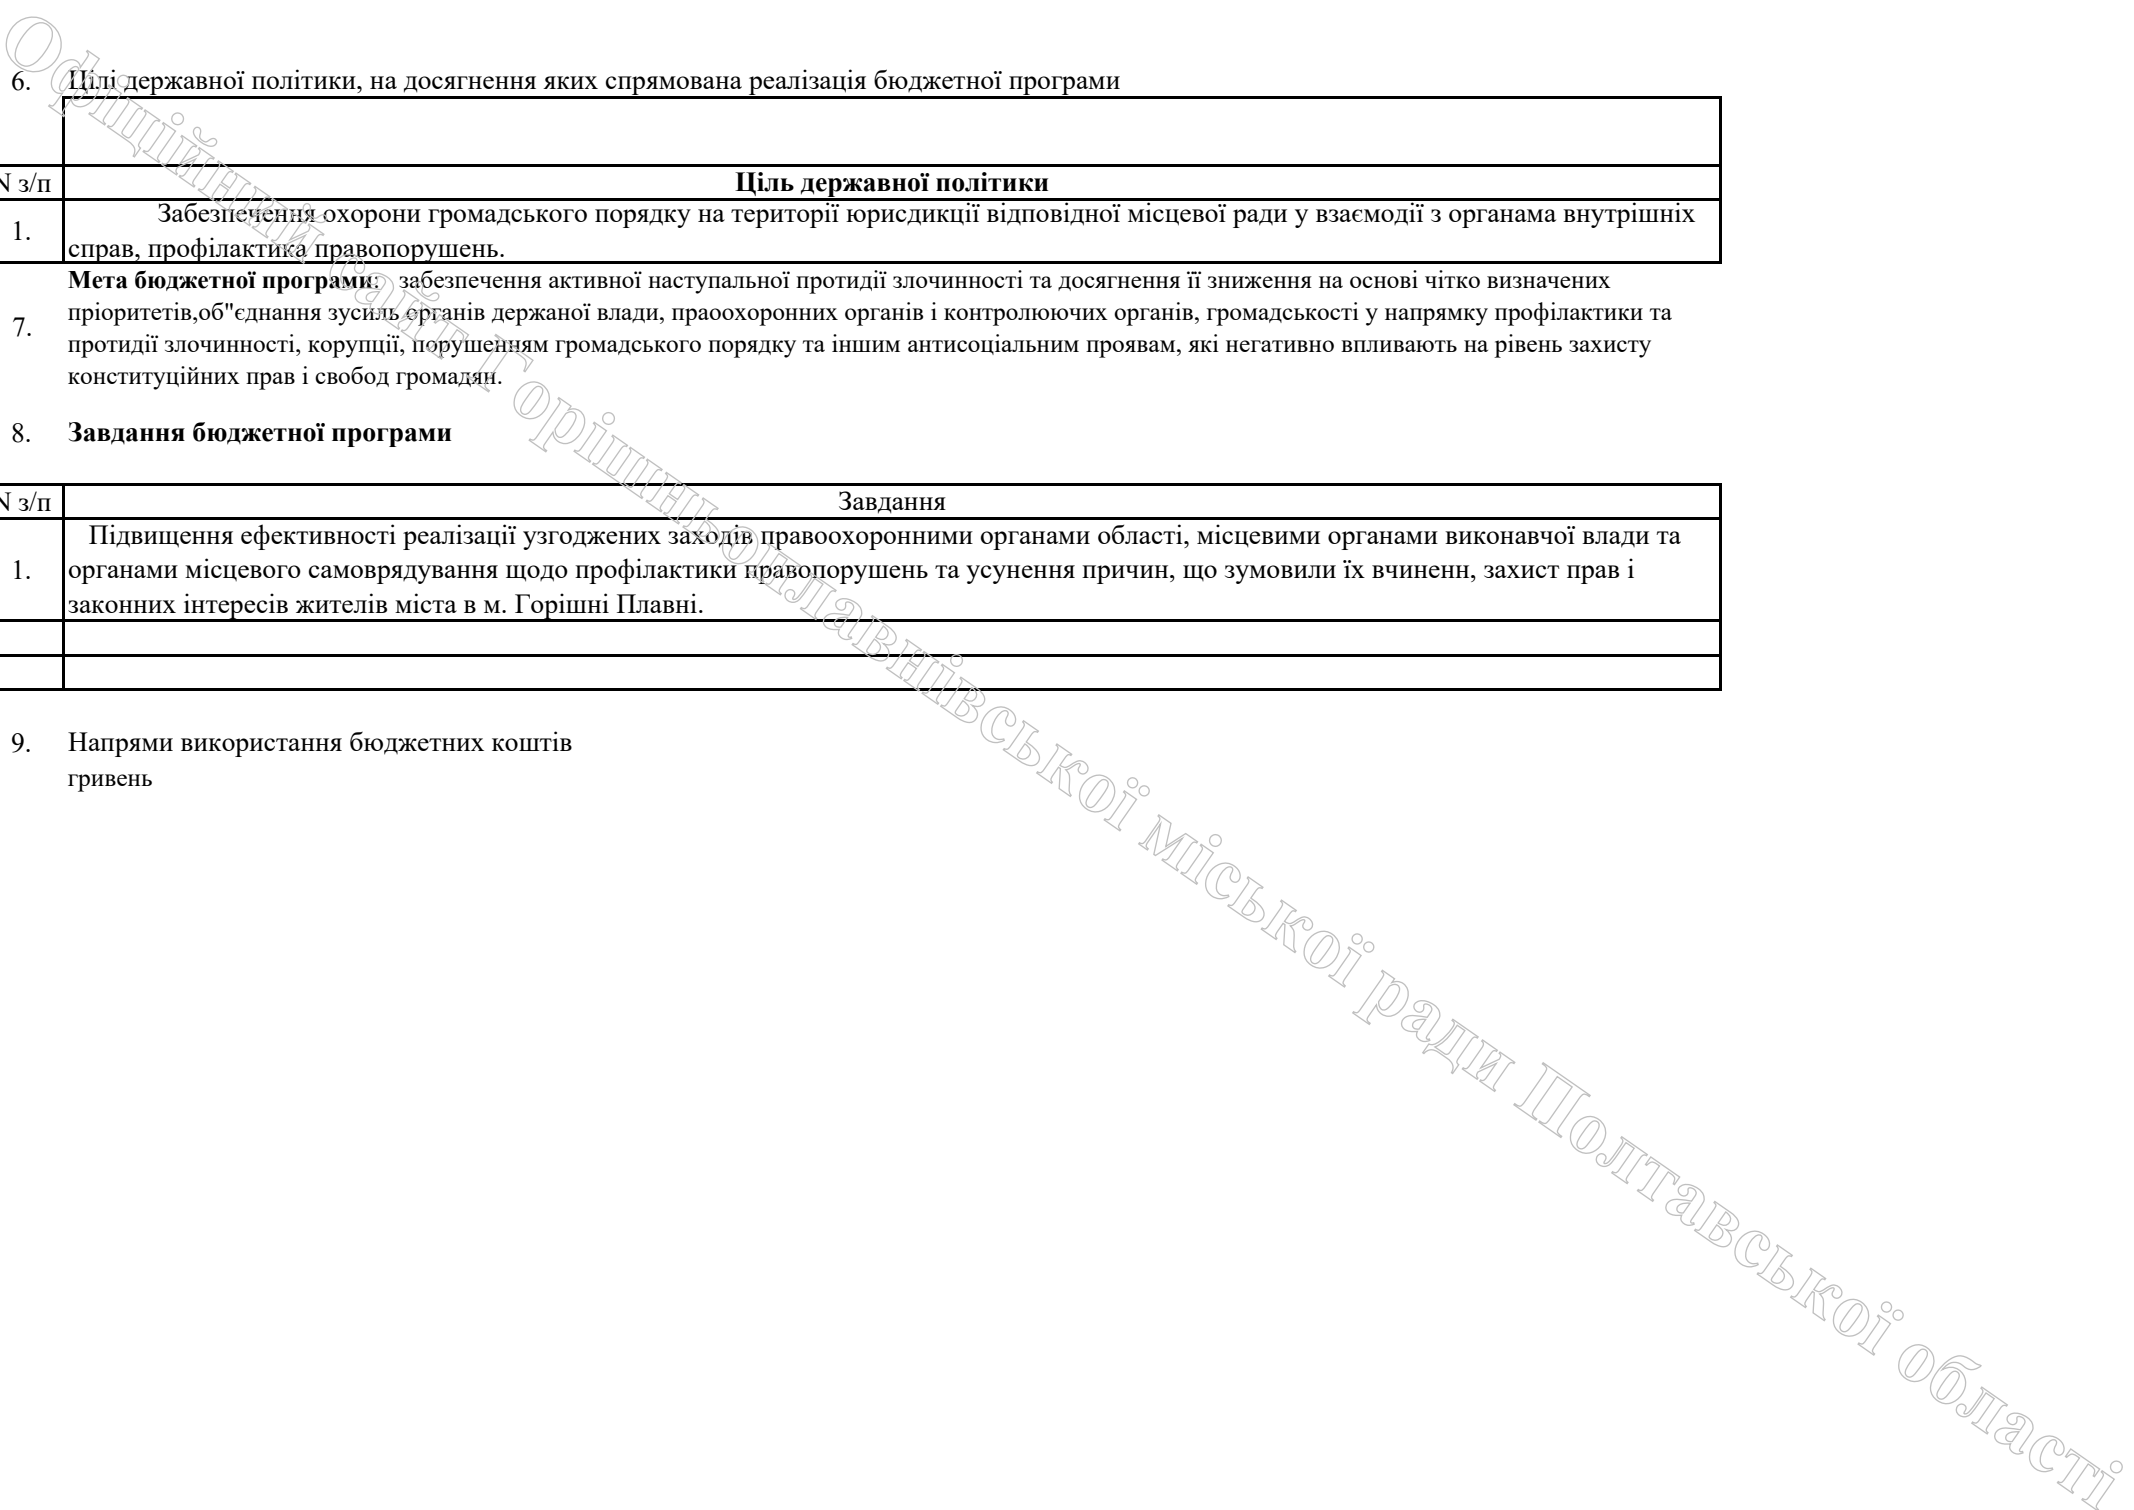 6. Цілі державної політики, на досягнення яких спрямована реалізація бюджетної програми
N з/п Ціль державної політики
1. Забезпечення охорони громадського порядку на території юрисдикції відповідної місцевої ради у взаємодії з органама внутрішніх
справ, профілактика правопорушень.
7. Мета бюджетної програми: забезпечення активної наступальної протидії злочинності та досягнення її зниження на основі чітко визначених
пріоритетів,об"єднання зусиль органів держаної влади, праоохоронних органів і контролюючих органів, громадськості у напрямку профілактики та
протидії злочинності, корупції, порушенням громадського порядку та іншим антисоціальним проявам, які негативно впливають на рівень захисту
конституційних прав і свобод громадян.
8. Завдання бюджетної програми
N з/п Завдання
1. Підвищення ефективності реалізації узгоджених заходів правоохоронними органами області, місцевими органами виконавчої влади та
органами місцевого самоврядування щодо профілактики правопорушень та усунення причин, що зумовили їх вчиненн, захист прав і
законних інтересів жителів міста в м. Горішні Плавні.
9. Напрями використання бюджетних коштів
гривень
Офіційний сайт Горішньоплавнівської міської ради Полтавської області